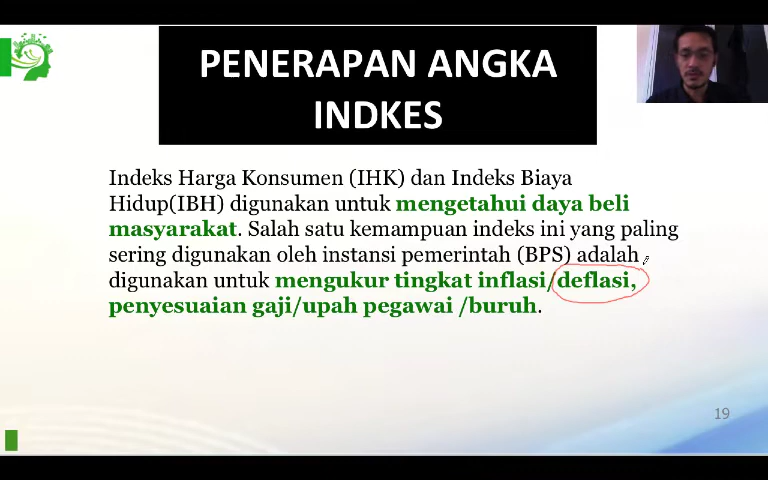 PENERAPAN ANGKA
INDKES
Indeks Harga Konsumen (IHK) dan Indeks Biaya
Hidup(IBH) digunakan untuk mengetahui daya beli
masyarakat. Salah satu kemampuan indeks ini yang paling
sering digunakan oleh instansi pemerintah (BPS) adalah
digunakan untuk mengukur tingkat inflasi/deflasi,
penyesuaian gaji/upah pegawai /buruh.
19